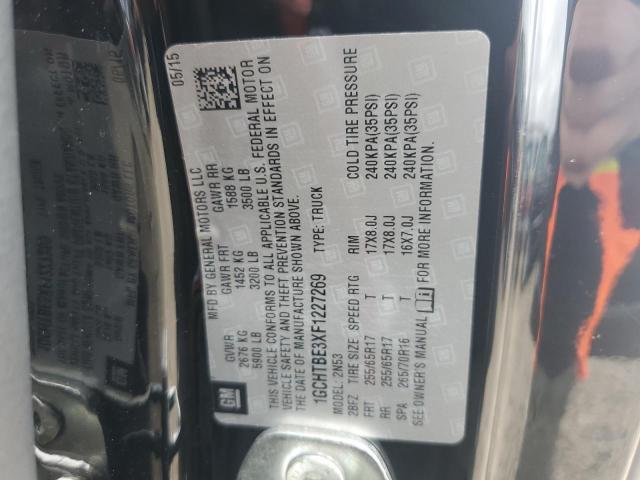 GM
MFD BY GENERAL MOTORS LLC
05/15
GVWR GAWR FRT GAWR RR
2676 KG 1452 KG 1588 KG
5900 LB 3200 LB 3500 LB
THIS VEHICLE CONFORMS TO ALL APPLICABLE U.S. FEDERAL MOTOR
VEHICLE SAFETY AND THEFT PREVENTION STANDARDS IN EFFECT ON
THE DATE OF MANUFACTURE SHOWN ABOVE.
1GCHTBE3XF1227269 TYPE: TRUCK
MODEL: 2N53
2BFZ TIRE SIZE SPEED RTG RIM COLD TIRE PRESSURE
FRT 255/65R17 T 17X8.0J 240KPA(35PSI)
RR 255/65R17 T 17X8.0J 240KPA(35PSI)
SPA 265/70R16 T 16X7.0J 240KPA(35PSI)
SEE OWNER'S MANUAL FOR MORE INFORMATION.